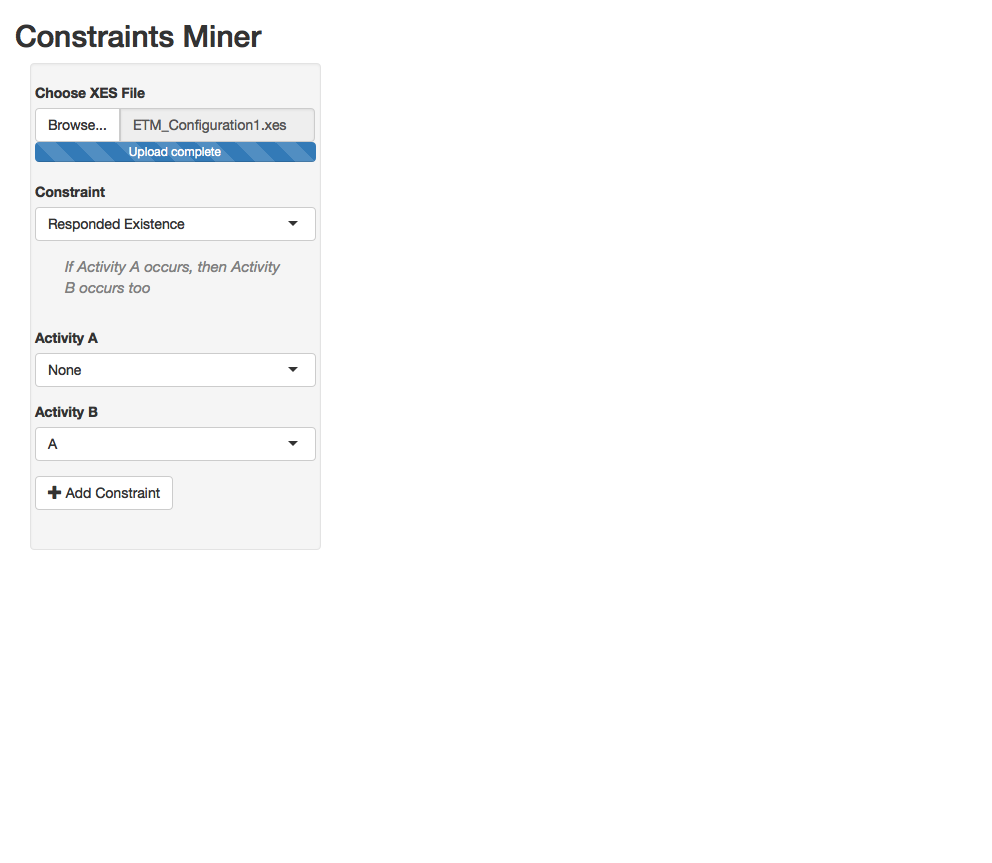 Constraints Miner
Choose XES File
Browse... ETM_Configuration1.xes
Upload complete
Constraint
Responded Existence
If Activity A occurs, then Activity
B occurs too
Activity A
None
Activity B
A
Add Constraint